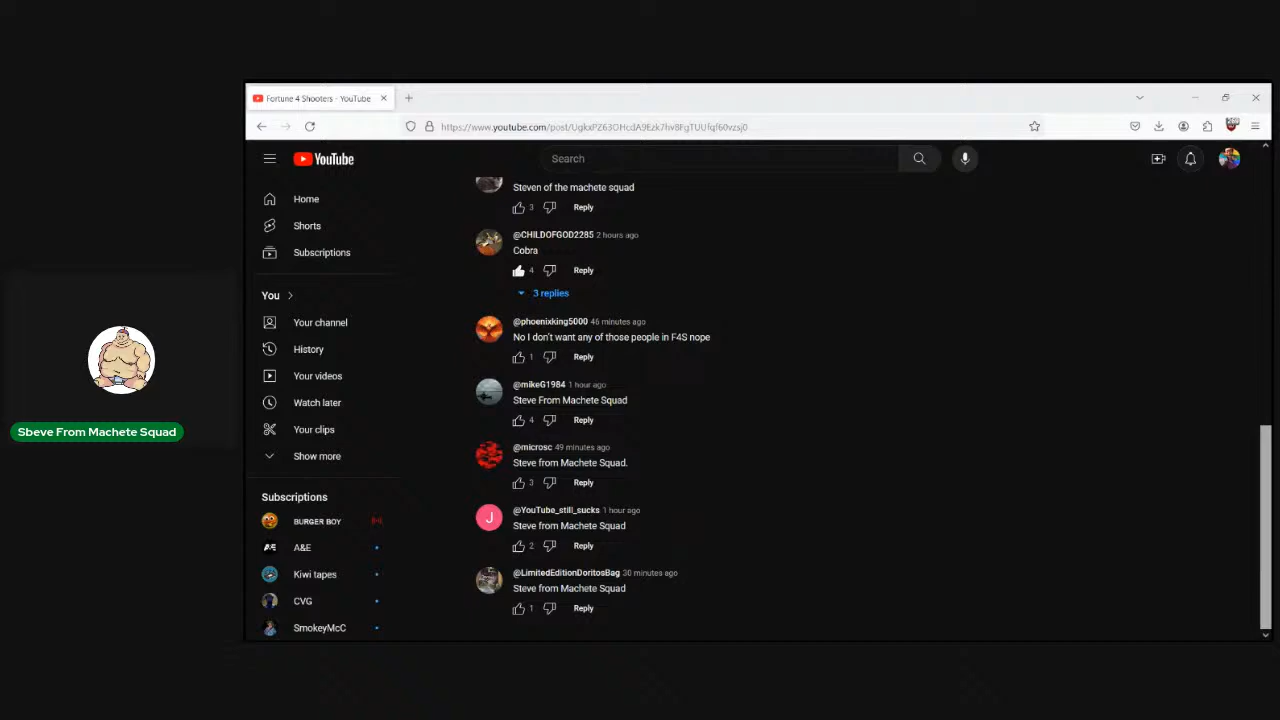 Fortune 4 Shooters - YouTube
YouTube
Search
Home
Shorts
Subscriptions
You
Your channel
History
Your videos
Watch later
Your clips
Show more
Subscriptions
BURGER BOY
A&E
Kiwi tapes
CVG
SmokeyMcC
Steven of the machete squad
3 Reply
@CHILDOFGOD2285 2 hours ago
Cobra
4 Reply
3 replies
@phoenixking5000 46 minutes ago
No I don't want any of those people in F4S nope
1 Reply
@mikeG1984 1 hour ago
Steve From Machete Squad
4 Reply
@microsc 49 minutes ago
Steve from Machete Squad.
3 Reply
J
@YouTube_still_sucks 1 hour ago
Steve from Machete Squad
2 Reply
@LimitedEditionDoritosBag 30 minutes ago
Steve from Machete Squad
1 Reply
Sbeve From Machete Squad